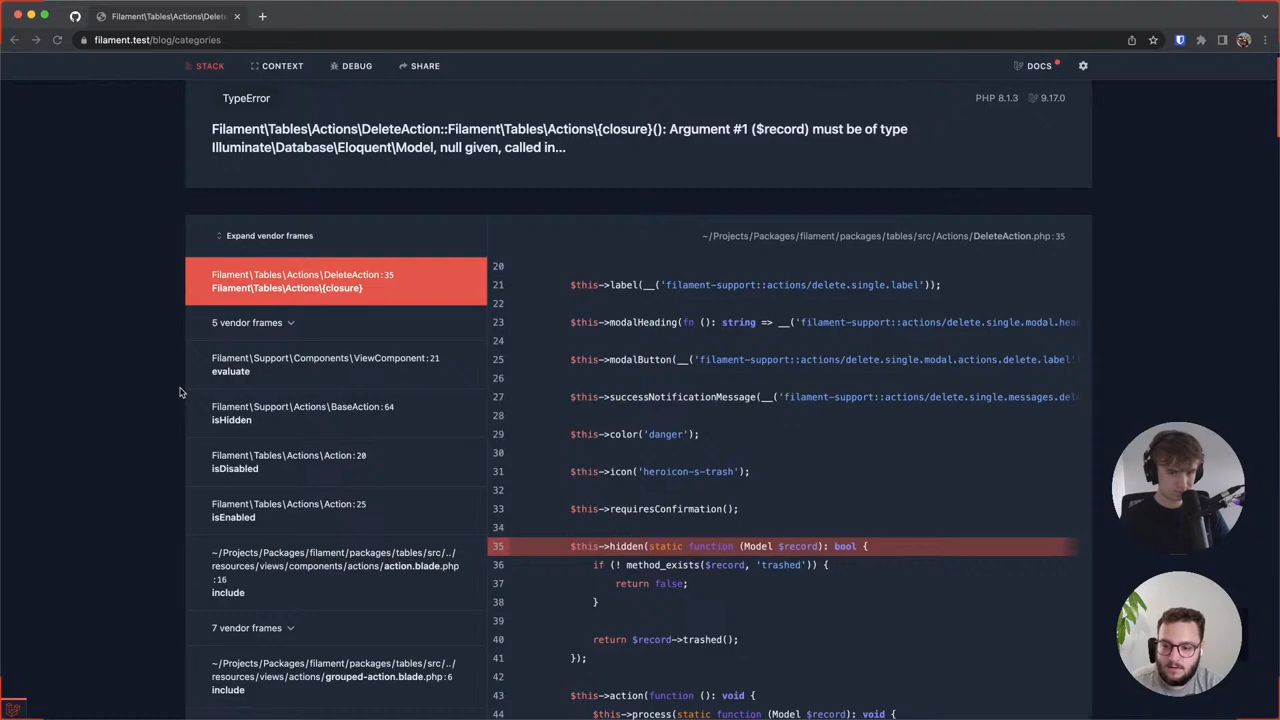 Filament\Tables\Actions\Delete
filament.test/blog/categories
STACK
CONTEXT
DEBUG
SHARE
DOCS
TypeError
PHP 8.1.3
9.17.0
Filament\Tables\Actions\DeleteAction::Filament\Tables\Actions\{closure}(): Argument #1 ($record) must be of type
Illuminate\Database\Eloquent\Model, null given, called in...
Expand vendor frames
~/Projects/Packages/filament/packages/tables/src/Actions/DeleteAction.php:35
Filament\Tables\Actions\DeleteAction:35
Filament\Tables\Actions\{closure}
5 vendor frames
Filament\Support\Components\ViewComponent:21
evaluate
Filament\Support\Actions\BaseAction:64
isHidden
Filament\Tables\Actions\Action:20
isDisabled
Filament\Tables\Actions\Action:25
isEnabled
~/Projects/Packages/filament/packages/tables/src/../
resources/views/components/actions/action.blade.php
:16
include
7 vendor frames
~/Projects/Packages/filament/packages/tables/src/../
resources/views/actions/grouped-action.blade.php:6
include
20
21 $this->label(__('filament-support::actions/delete.single.label'));
22
23 $this->modalHeading(fn (): string => __('filament-support::actions/delete.single.modal.hea
24
25 $this->modalButton(__('filament-support::actions/delete.single.modal.actions.delete.label'
26
27 $this->successNotificationMessage(__('filament-support::actions/delete.single.messages.del
28
29 $this->color('danger');
30
31 $this->icon('heroicon-s-trash');
32
33 $this->requiresConfirmation();
34
35 $this->hidden(static function (Model $record): bool {
36 if (! method_exists($record, 'trashed')) {
37 return false;
38 }
39
40 return $record->trashed();
41 });
42
43 $this->action(function (): void {
44 $this->process(static function (Model $record): void {